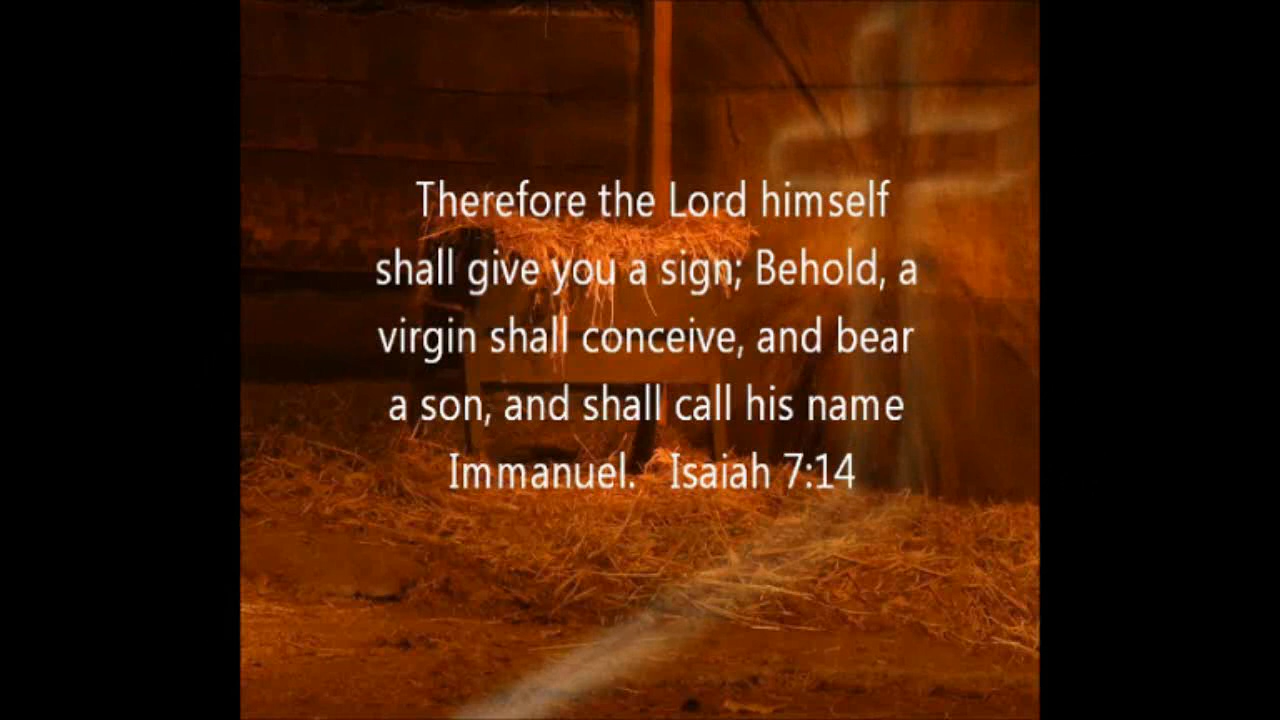 Therefore the Lord himself
shall give you a sign; Behold, a
virgin shall conceive, and bear
a son, and shall call his name
Immanuel. Isaiah 7:14